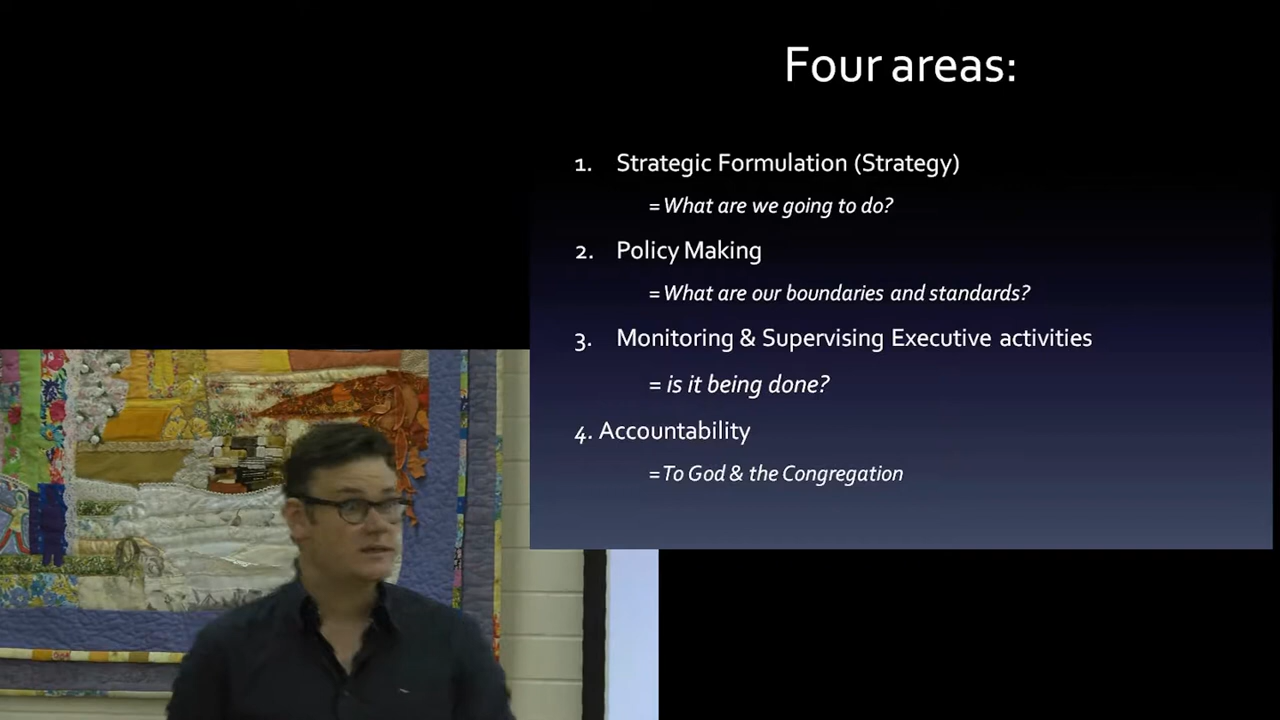 Four areas:
1. Strategic Formulation (Strategy)
= What are we going to do?
2. Policy Making
= What are our boundaries and standards?
3. Monitoring & Supervising Executive activities
= is it being done?
4. Accountability
=To God & the Congregation